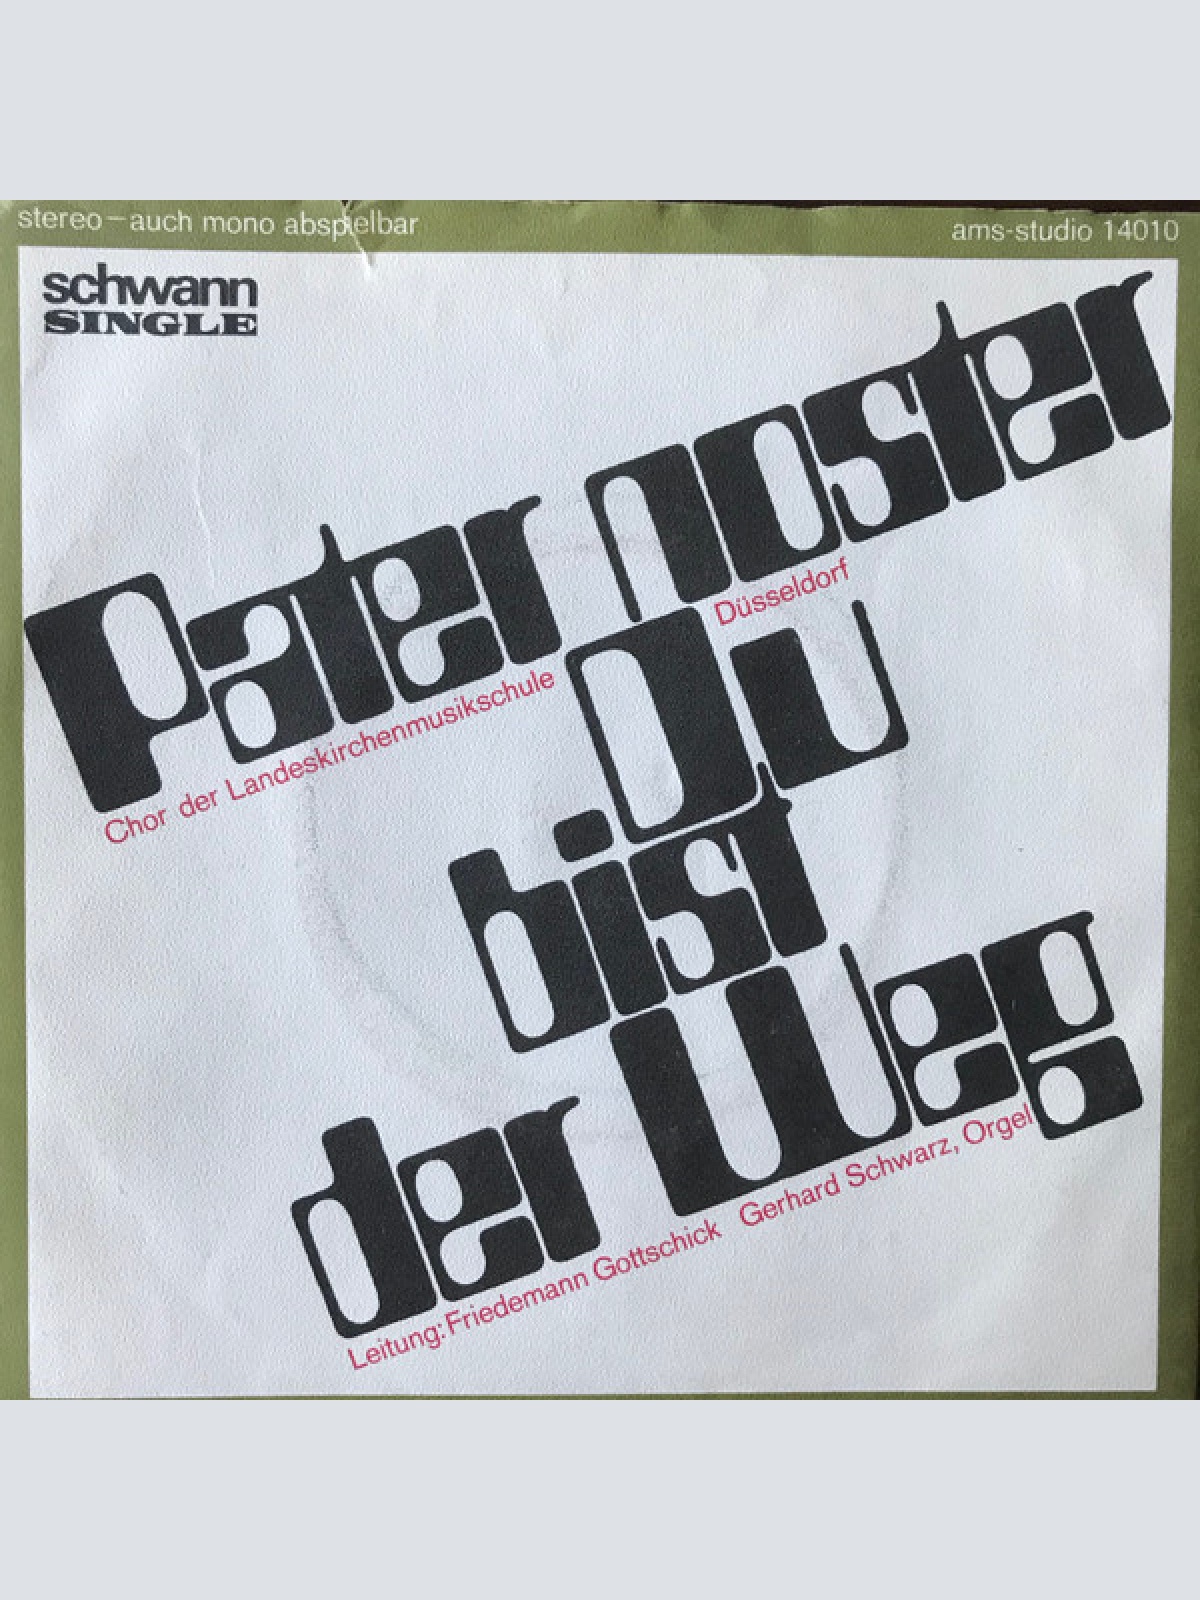 stereo – auch mono abspielbar
ams-studio 14010
schwann
SINGLE
Pater noster
Chor der Landeskirchenmusikschule Düsseldorf
Du
bist
der Weg
Leitung: Friedemann Gottschick Gerhard Schwarz, Orgel